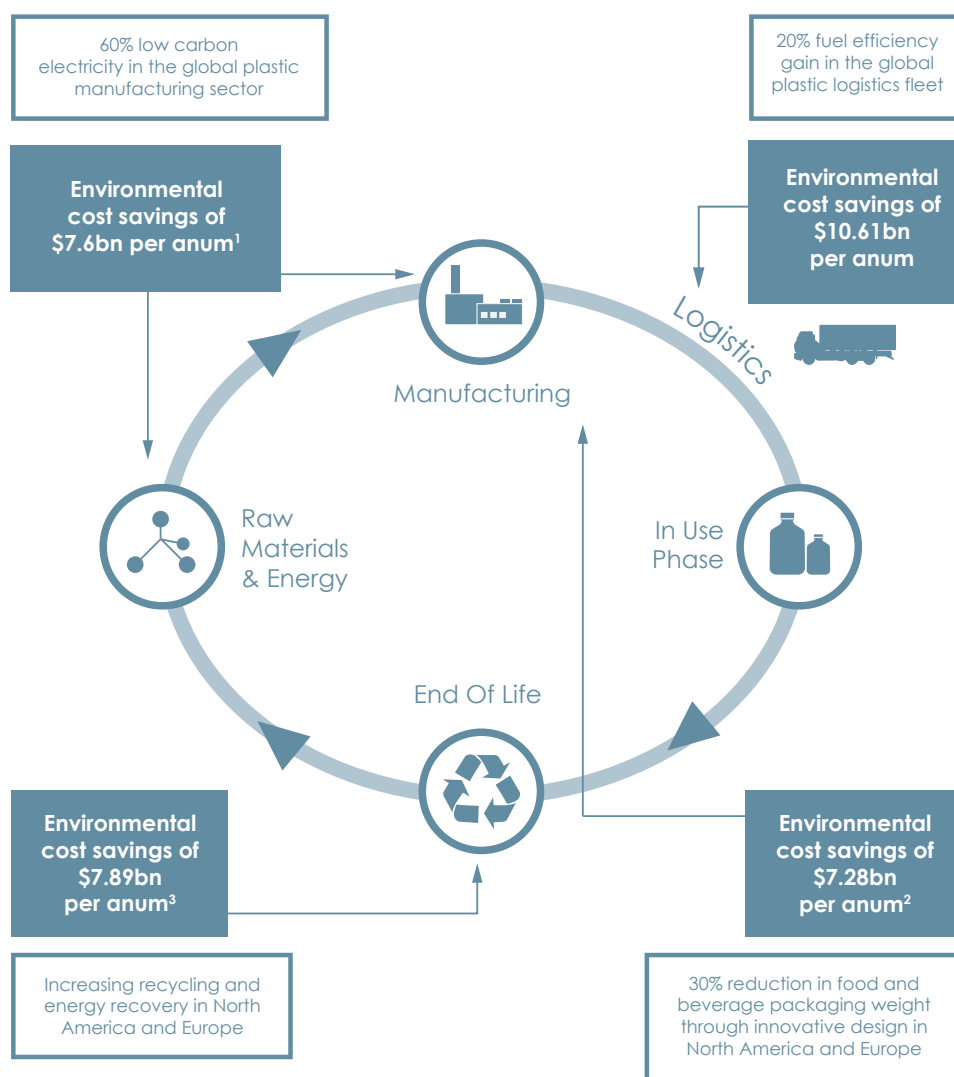 60% low carbon
electricity in the global plastic
manufacturing sector
20% fuel efficiency
gain in the global
plastic logistics fleet
Environmental
cost savings of
$7.6bn per anum¹
Environmental
cost savings of
$10.61bn
per anum
Logistics
Manufacturing
Raw
Materials
& Energy
In Use
Phase
End Of Life
Environmental
cost savings of
$7.89bn
per anum³
Environmental
cost savings of
$7.28bn
per anum²
Increasing recycling and
energy recovery in North
America and Europe
30% reduction in food and
beverage packaging weight
through innovative design in
North America and Europe